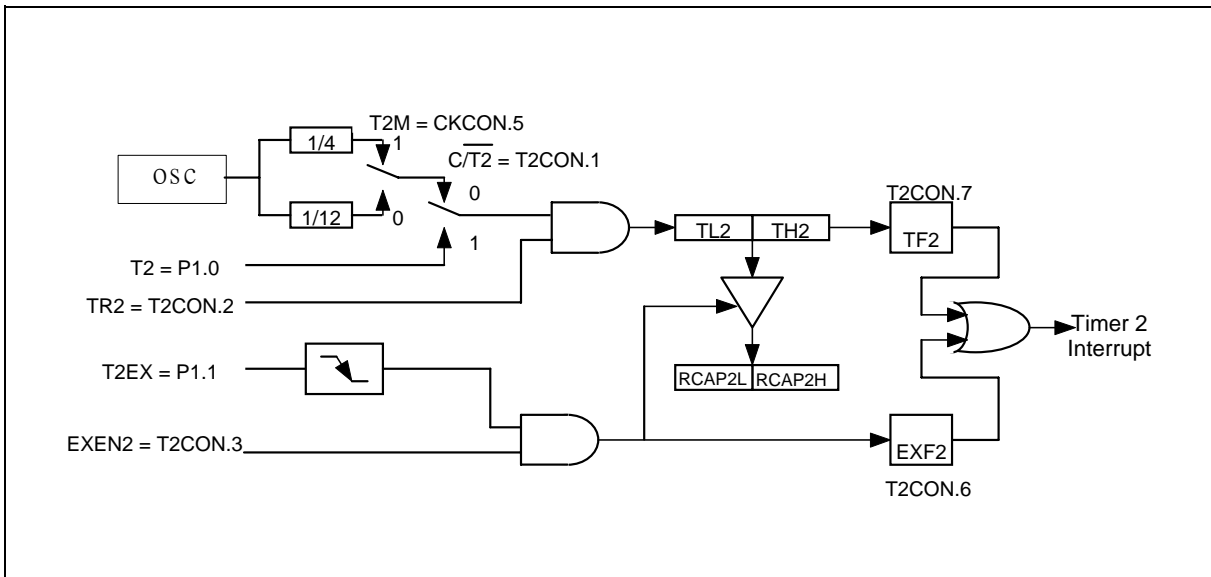 T2M = CKCON.5
1/4
1
C/T2 = T2CON.1
OSC
0
1/12
0
1
T2 = P1.0
TR2 = T2CON.2
TL2
TH2
T2CON.7
TF2
Timer 2
Interrupt
T2EX = P1.1
RCAP2L
RCAP2H
EXEN2 = T2CON.3
EXF2
T2CON.6